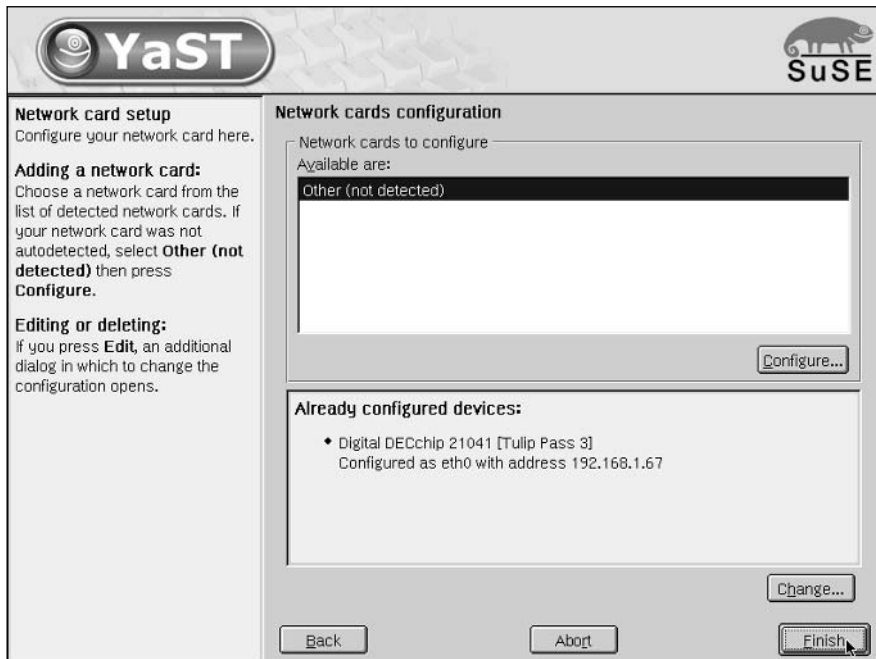 YaST
SuSE
Network card setup
Configure your network card here.
Adding a network card:
Choose a network card from the
list of detected network cards. If
your network card was not
autodetected, select Other (not
detected) then press
Configure.
Editing or deleting:
If you press Edit, an additional
dialog in which to change the
configuration opens.
Network cards configuration
Network cards to configure
Available are:
Other (not detected)
Configure...
Already configured devices:
◆ Digital DECchip 21041 [Tulip Pass 3]
Configured as eth0 with address 192.168.1.67
Change...
Back
Abort
Finish